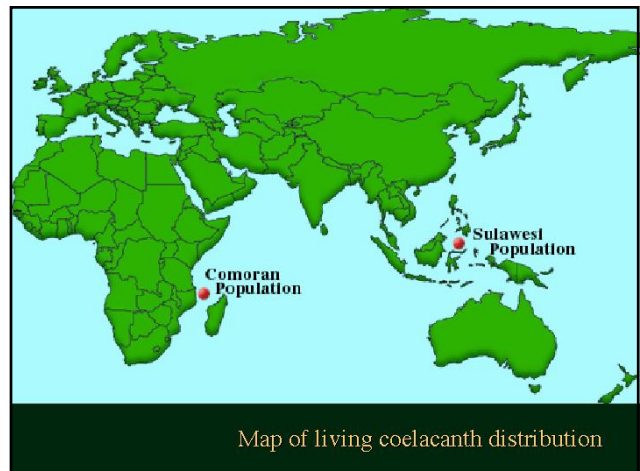 Sulawesi
Population
Comoran
Population
Map of living coelacanth distribution